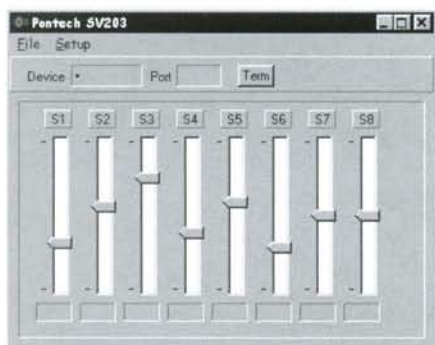 Pontech SV203
File Setup
Device * Port Term
S1 S2 S3 S4 S5 S6 S7 S8